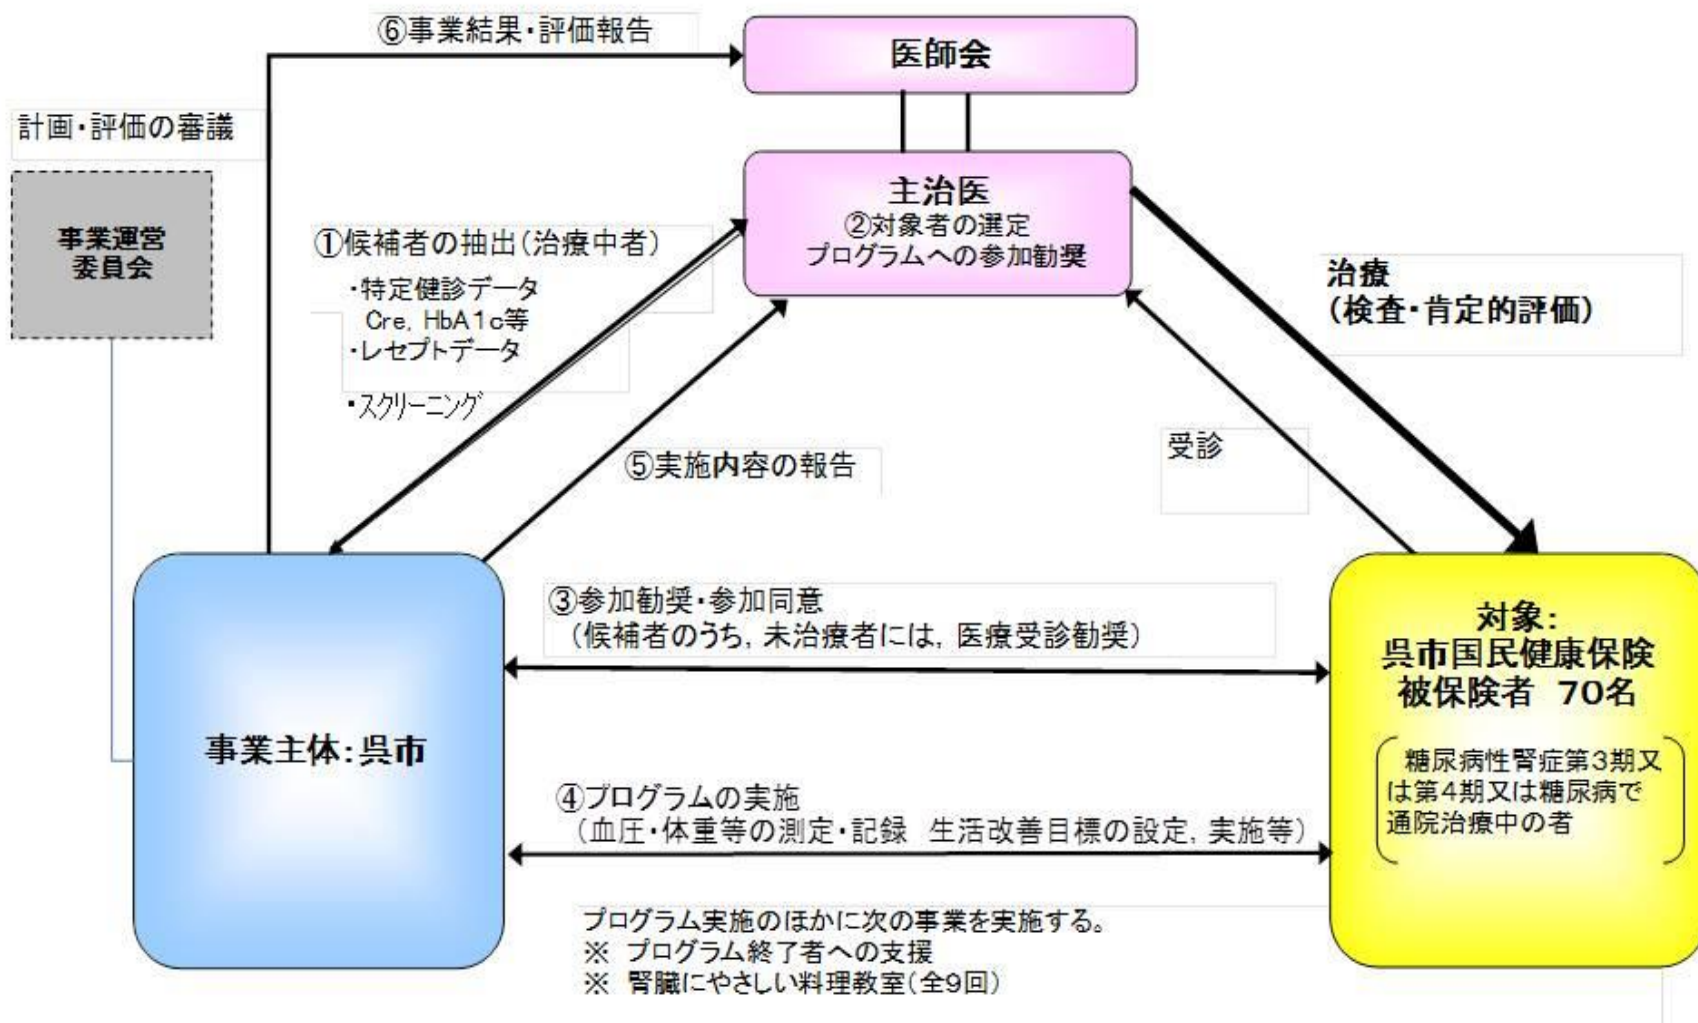 ⑥事業結果・評価報告
医師会
計画・評価の審議
事業運営
委員会
主治医
②対象者の選定
プログラムへの参加勧奨
①候補者の抽出(治療中者)
・特定健診データ
Cre, HbA1c等
・レセプトデータ
・スクリーニング
治療
(検査・肯定的評価)
⑤実施内容の報告
受診
③参加勧奨・参加同意
(候補者のうち, 未治療者には, 医療受診勧奨)
事業主体:呉市
対象:
呉市国民健康保険
被保険者 70名
糖尿病性腎症第3期又
は第4期又は糖尿病で
通院治療中の者
④プログラムの実施
(血圧・体重等の測定・記録 生活改善目標の設定, 実施等)
プログラム実施のほかに次の事業を実施する。
※ プログラム終了者への支援
※ 腎臓にやさしい料理教室(全9回)